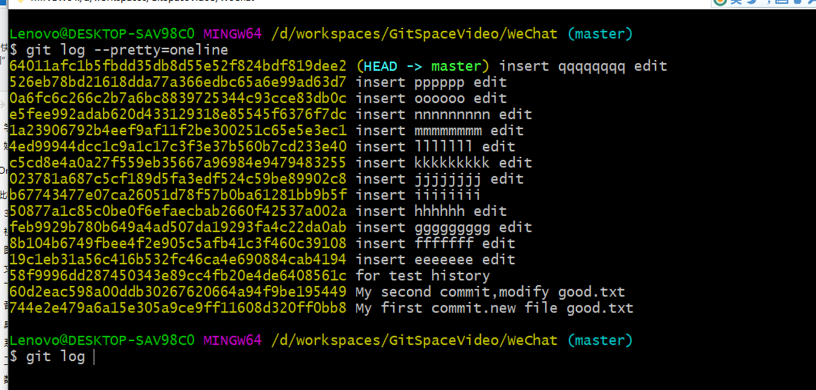 Lenovo@DESKTOP-SAV98C0 MINGW64 /d/workspaces/GitSpaceVideo/WeChat (master)
$ git log --pretty=oneline
64011afc1b5fbdd35db8d55e52f824bdf819dee2 (HEAD -> master) insert qqqqqqqq edit
526eb78bd21618dda77a366edbc65a6e99ad63d7 insert pppppp edit
0a6fc6c266c2b7a6bc8839725344c93cce83db0c insert oooooo edit
e5fee992adab620d433129318e85545f6376f7dc insert nnnnnnnnn edit
1a23906792b4eef9af11f2be300251c65e5e3ec1 insert mmmmmmmmm edit
4ed99944dcc1c9a1c17c3f3e37b560b7cd233e40 insert lllllll edit
c5cd8e4a0a27f559eb35667a96984e9479483255 insert kkkkkkkkk edit
023781a687c5cf189d5fa3edf524c59be89902c8 insert jjjjjjjj edit
b67743477e07ca26051d78f57b0ba61281bb9b5f insert iiiiiiii
50877a1c85c0be0f6efaecbab2660f42537a002a insert hhhhhh edit
feb9929b780b649a4ad507da19293fa4c22da0ab insert ggggggggg edit
8b104b6749fbee4f2e905c5afb41c3f460c39108 insert fffffff edit
19c1eb31a56c416b532fc46ca4e690884cab4194 insert eeeeeee edit
58f9996dd287450343e89cc4fb20e4de6408561c for test history
60d2eac598a00ddb30267620664a94f9be195449 My second commit,modify good.txt
744e2e479a6a15e305a9ce9ff11608d320ff0bb8 My first commit.new file good.txt
Lenovo@DESKTOP-SAV98C0 MINGW64 /d/workspaces/GitSpaceVideo/WeChat (master)
$ git log